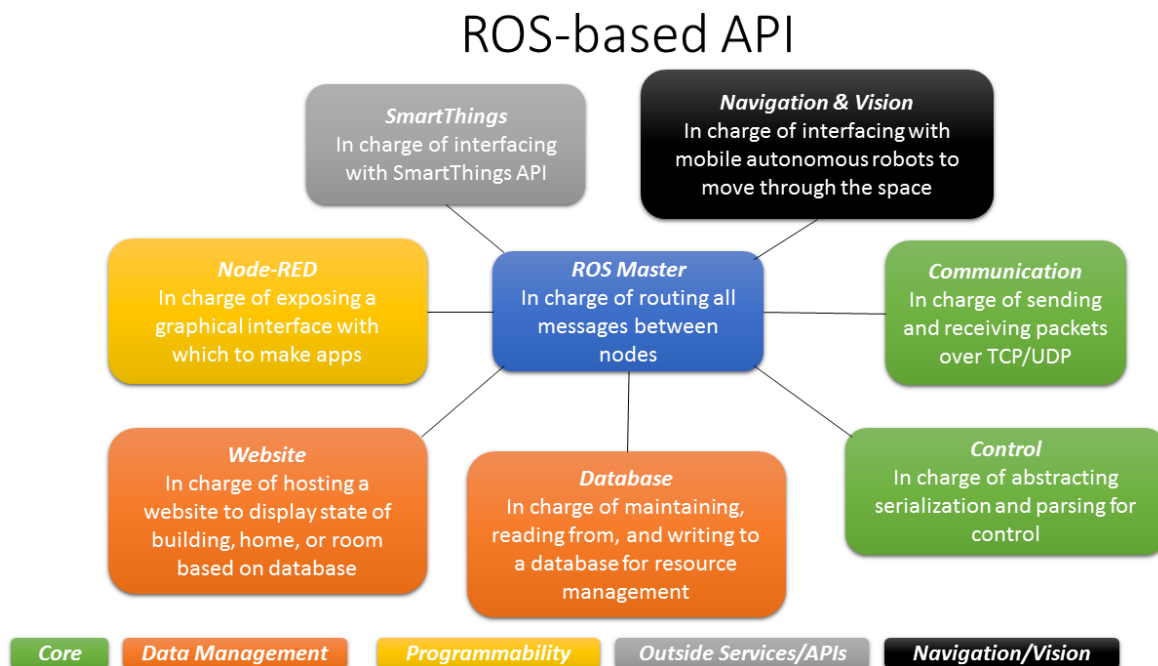 ROS-based API
SmartThings
In charge of interfacing
with SmartThings API
Navigation & Vision
In charge of interfacing with
mobile autonomous robots to
move through the space
Node-RED
In charge of exposing a
graphical interface with
which to make apps
ROS Master
In charge of routing all
messages between
nodes
Communication
In charge of sending
and receiving packets
over TCP/UDP
Website
In charge of hosting a
website to display state of
building, home, or room
based on database
Database
In charge of maintaining,
reading from, and writing to
a database for resource
management
Control
In charge of abstracting
serialization and parsing for
control
Core
Data Management
Programmability
Outside Services/APIs
Navigation/Vision